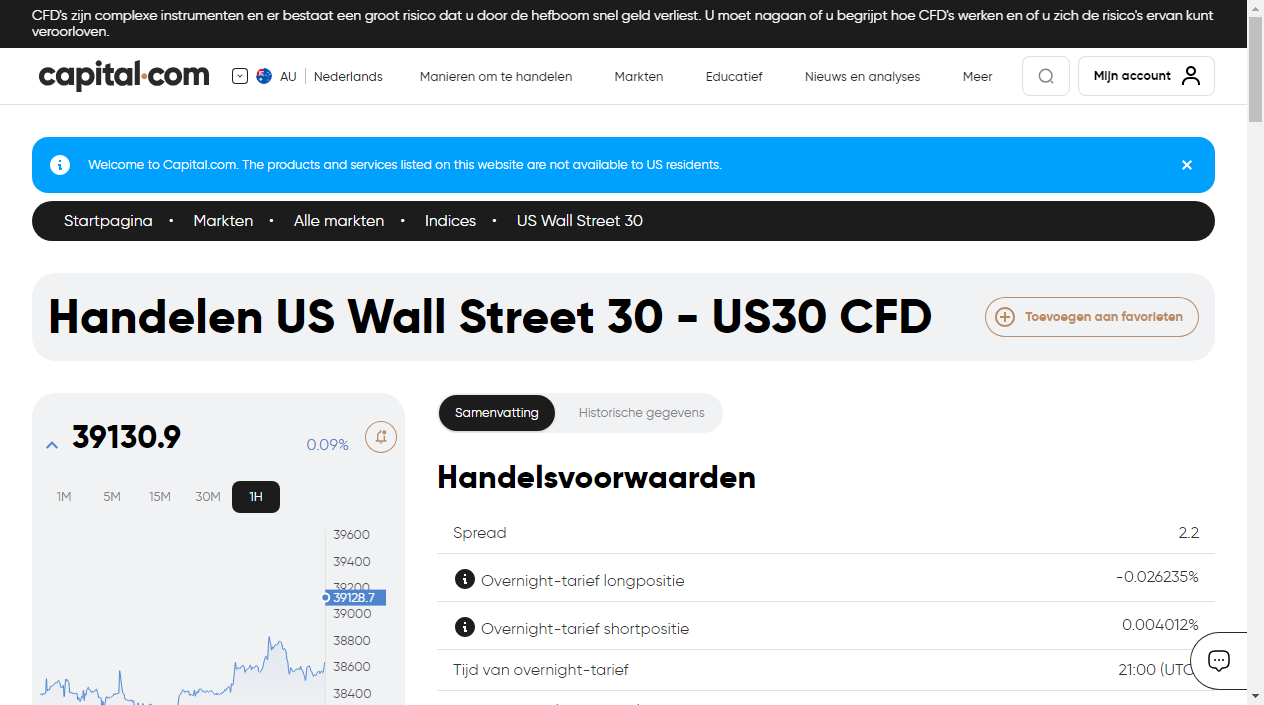 CFD's zijn complexe instrumenten en er bestaat een groot risico dat u door de hefboom snel geld verliest. U moet nagaan of u begrijpt hoe CFD's werken en of u zich de risico's ervan kunt
veroorloven.
capital.com
AU Nederlands Manieren om te handelen Markten Educatief Nieuws en analyses Meer Mijn account
Welcome to Capital.com. The products and services listed on this website are not available to US residents.
Startpagina • Markten • Alle markten • Indices • US Wall Street 30
Handelen US Wall Street 30 - US30 CFD
Toevoegen aan favorieten
39130.9
0.09%
1M 5M 15M 30M 1H
39600
39400
39200
39128.7
39000
38800
38600
38400
Samenvatting Historische gegevens
Handelsvoorwaarden
Spread 2.2
Overnight-tarief longpositie -0.026235%
Overnight-tarief shortpositie 0.004012%
Tijd van overnight-tarief 21:00 (UTC